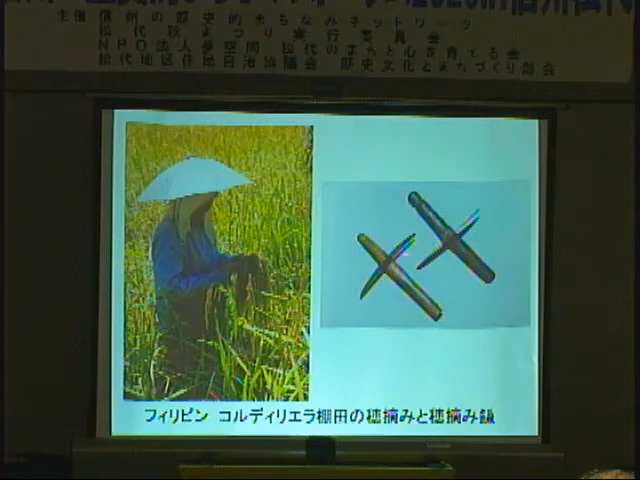 主催 信州の歴史的まちなみネットワーク
松代秋まつり実行委員会
NPO法人夢空間 松代のまちと心を育てる会
松代地区住民自治協議会 歴史文化とまちづくり部会
フィリピン コルディリエラ棚田の穂摘みと穂摘み鎌